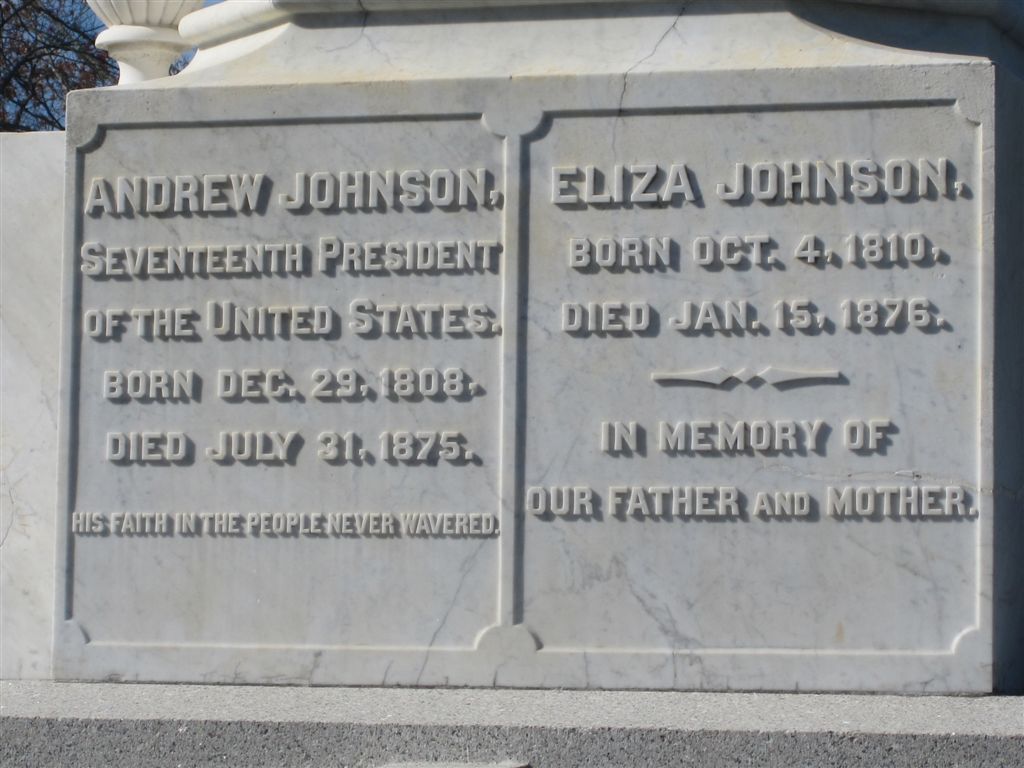 ANDREW JOHNSON,
SEVENTEENTH PRESIDENT
OF THE UNITED STATES.
BORN DEC. 29, 1808,
DIED JULY 31, 1875.
HIS FAITH IN THE PEOPLE NEVER WAVERED.
ELIZA JOHNSON,
BORN OCT. 4, 1810,
DIED JAN. 15, 1876.
IN MEMORY OF
OUR FATHER AND MOTHER.